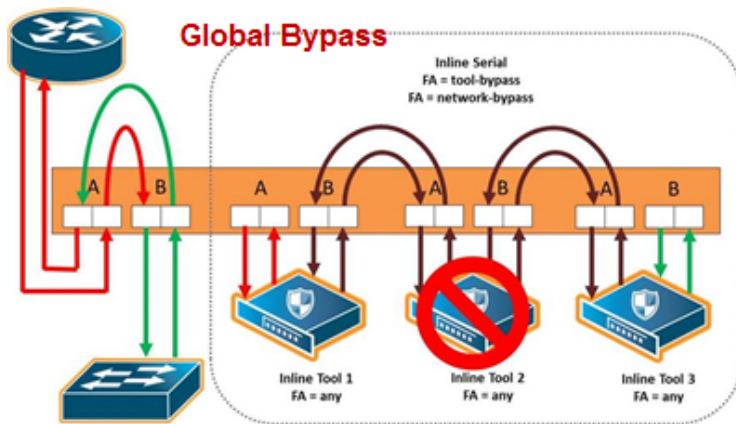 Global Bypass
Inline Serial
FA = tool-bypass
FA = network-bypass
A B A B A B A B
Inline Tool 1
FA = any
Inline Tool 2
FA = any
Inline Tool 3
FA = any